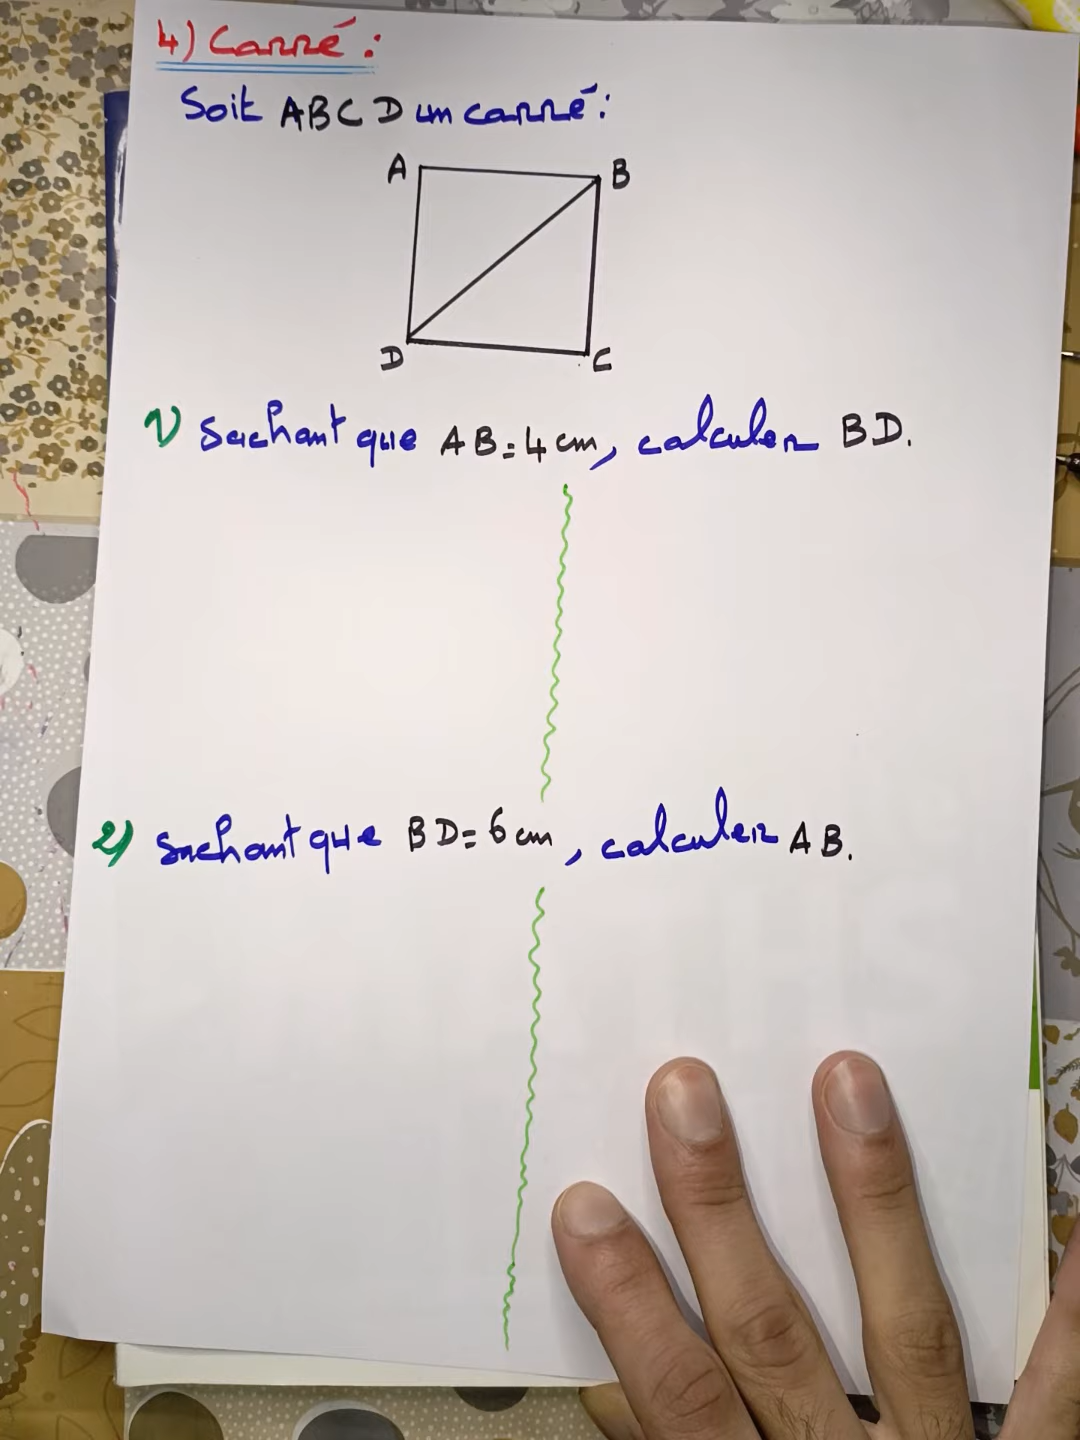 4) Carré :
Soit ABCD un carré :
A
B
D
C
1) Sachant que AB = 4 cm, calculer BD.
2) Sachant que BD = 6 cm, calculer AB.